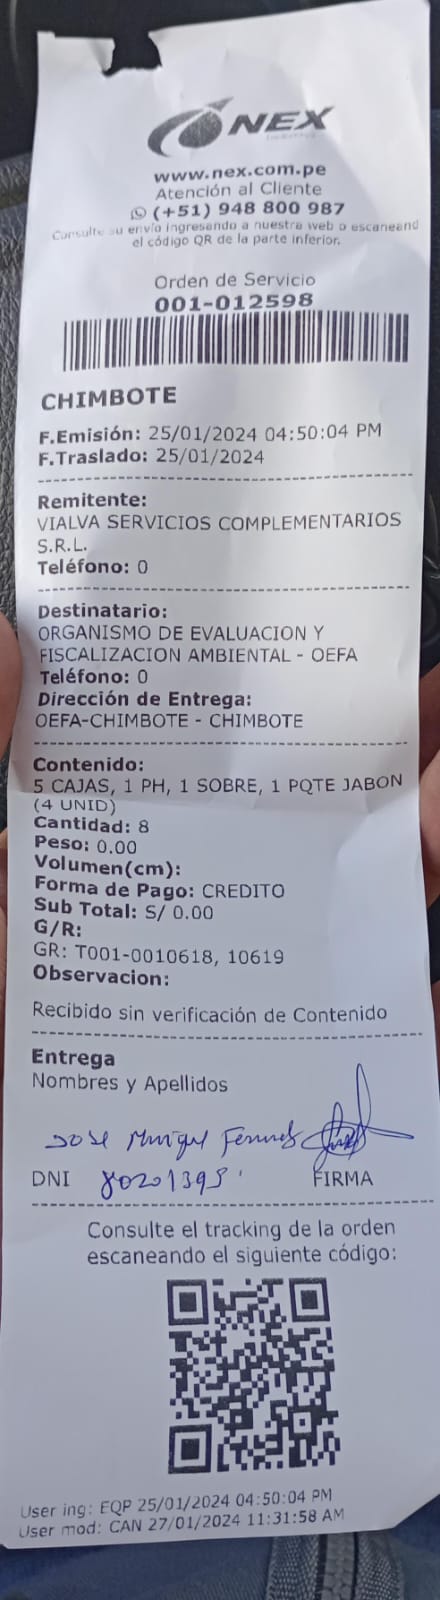 NEX
www.nex.com.pe
Atención al Cliente
(+51) 948 800 987
Consulte su envío ingresando a nuestra web o escaneand
el código QR de la parte inferior.
Orden de Servicio
001-012598
CHIMBOTE
F.Emisión: 25/01/2024 04:50:04 PM
F.Traslado: 25/01/2024
Remitente:
VIALVA SERVICIOS COMPLEMENTARIOS
S.R.L.
Teléfono: 0
Destinatario:
ORGANISMO DE EVALUACION Y
FISCALIZACION AMBIENTAL - OEFA
Teléfono: 0
Dirección de Entrega:
OEFA-CHIMBOTE - CHIMBOTE
Contenido:
5 CAJAS, 1 PH, 1 SOBRE, 1 PQTE JABON
(4 UNID)
Cantidad: 8
Peso: 0.00
Volumen(cm):
Forma de Pago: CREDITO
Sub Total: S/ 0.00
G/R:
GR: T001-0010618, 10619
Observacion:
Recibido sin verificación de Contenido
Entrega
Nombres y Apellidos
José
DNI 80201395 FIRMA
Consulte el tracking de la orden
escaneando el siguiente código:
User ing: EQP 25/01/2024 04:50:04 PM
User mod: CAN 27/01/2024 11:31:58 AM